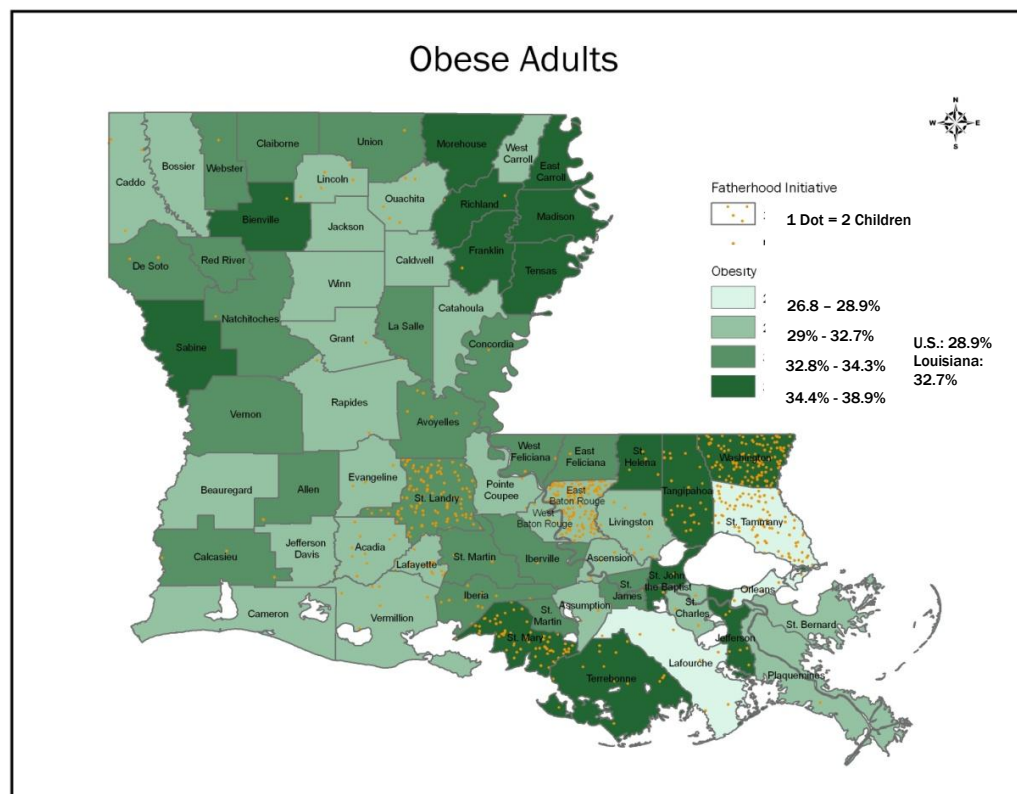 Obese Adults
N
W
E
S
Claiborne
Union
Morehouse
West
Carroll
East
Carroll
Webster
Bossier
Caddo
Lincoln
Ouachita
Richland
Madison
Bienville
Jackson
Franklin
Tensas
Red River
De Soto
Caldwell
Winn
Catahoula
Natchitoches
La Salle
Sabine
Grant
Concordia
Vernon
Rapides
Avoyelles
West
Feliciana
East
Feliciana
St.
Helena
Washington
Tangipahoa
Beauregard
Allen
Evangeline
St. Landry
Pointe
Coupee
East
Baton Rouge
West
Baton Rouge
Livingston
St. Tammany
Calcasieu
Jefferson
Davis
Acadia
Lafayette
St. Martin
Iberville
Ascension
St. John
the Baptist
Orleans
Cameron
Vermillion
Iberia
St.
Martin
Assumption
St.
James
St.
Charles
St. Bernard
St. Mary
Jefferson
Lafourche
Terrebonne
Plaquemines
Fatherhood Initiative
1 Dot = 2 Children
Obesity
26.8 – 28.9%
29% - 32.7%
32.8% - 34.3%
34.4% - 38.9%
U.S.: 28.9%
Louisiana:
32.7%